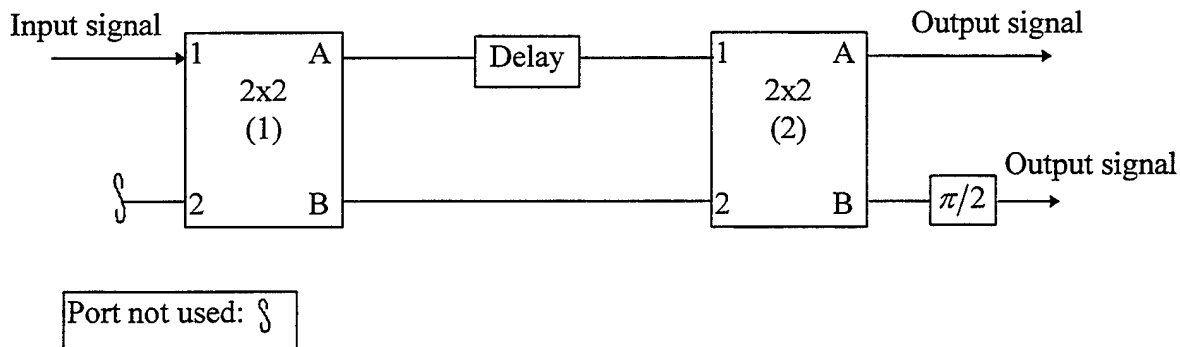 Input signal
Output signal
1 A
Delay
1 A
2x2
(1)
2x2
(2)
Output signal
2 B
2 B
π/2
Port not used: